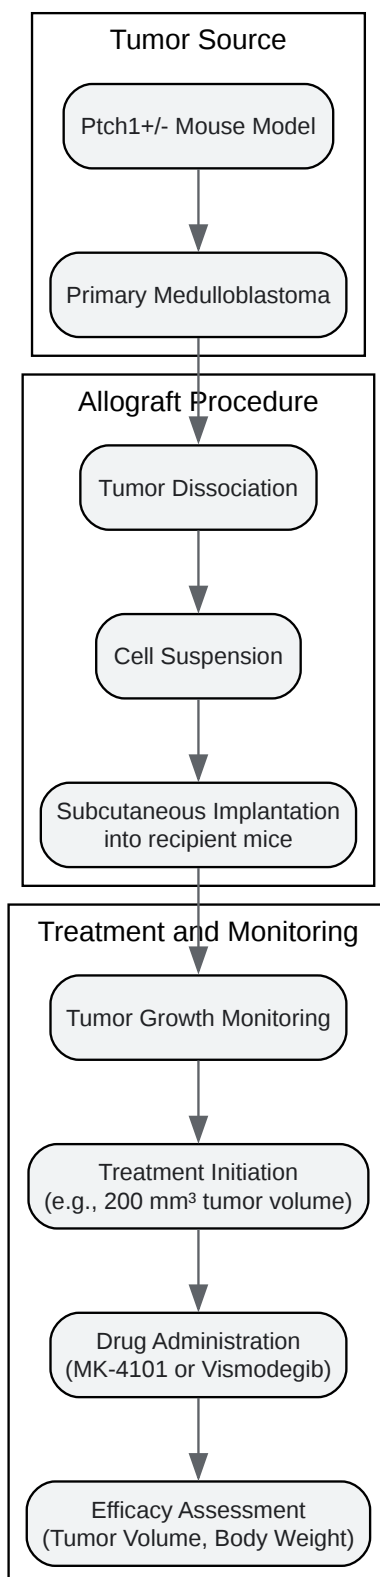 Tumor Source
Ptch1+/- Mouse Model
Primary Medulloblastoma
Allograft Procedure
Tumor Dissociation
Cell Suspension
Subcutaneous Implantation
into recipient mice
Treatment and Monitoring
Tumor Growth Monitoring
Treatment Initiation
(e.g., 200 mm³ tumor volume)
Drug Administration
(MK-4101 or Vismodegib)
Efficacy Assessment
(Tumor Volume, Body Weight)